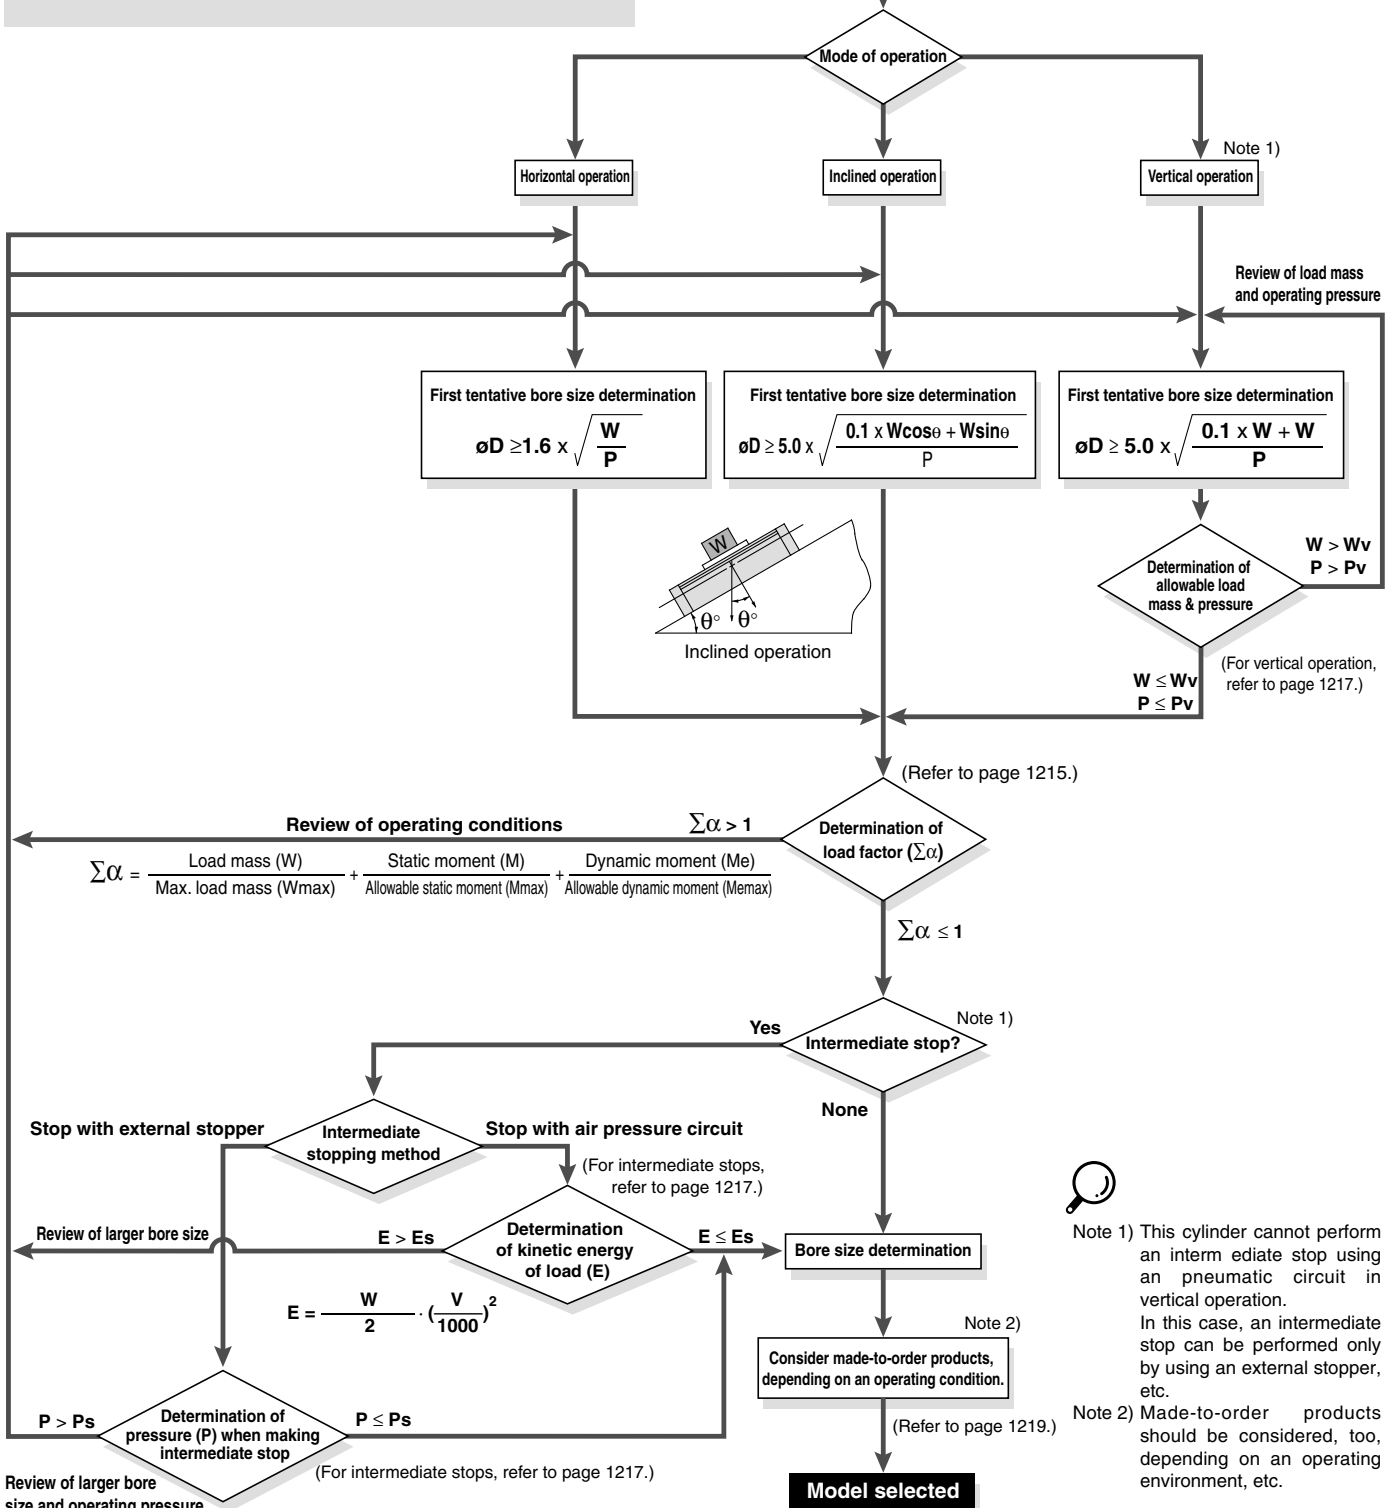 Mode of operation
Note 1)
Horizontal operation
Inclined operation
Vertical operation
Review of load mass
and operating pressure
First tentative bore size determination
øD ≥1.6 x √ W / P
First tentative bore size determination
øD ≥ 5.0 x √ 0.1 x Wcosθ + Wsinθ / P
First tentative bore size determination
øD ≥ 5.0 x √ 0.1 x W + W / P
W > Wv
P > Pv
Determination of
allowable load
mass & pressure
W
θ° θ°
Inclined operation
(For vertical operation,
refer to page 1217.)
W ≤ Wv
P ≤ Pv
(Refer to page 1215.)
Review of operating conditions
∑α > 1
Determination of
load factor (∑α)
∑α = Load mass (W) / Max. load mass (Wmax) + Static moment (M) / Allowable static moment (Mmax) + Dynamic moment (Me) / Allowable dynamic moment (Memax)
∑α ≤ 1
Note 1)
Yes
Intermediate stop?
None
Stop with external stopper
Intermediate
stopping method
Stop with air pressure circuit
(For intermediate stops,
refer to page 1217.)
Review of larger bore size
E > Es
Determination
of kinetic energy
of load (E)
E ≤ Es
Bore size determination
E = W / 2 · (V / 1000)²
Note 2)
Consider made-to-order products,
depending on an operating condition.
(Refer to page 1219.)
P > Ps
Determination of
pressure (P) when making
intermediate stop
P ≤ Ps
(For intermediate stops, refer to page 1217.)
Review of larger bore
size and operating pressure
Model selected
Note 1) This cylinder cannot perform
an interm ediate stop using
an pneumatic circuit in
vertical operation.
In this case, an intermediate
stop can be performed only
by using an external stopper,
etc.
Note 2) Made-to-order products
should be considered, too,
depending on an operating
environment, etc.